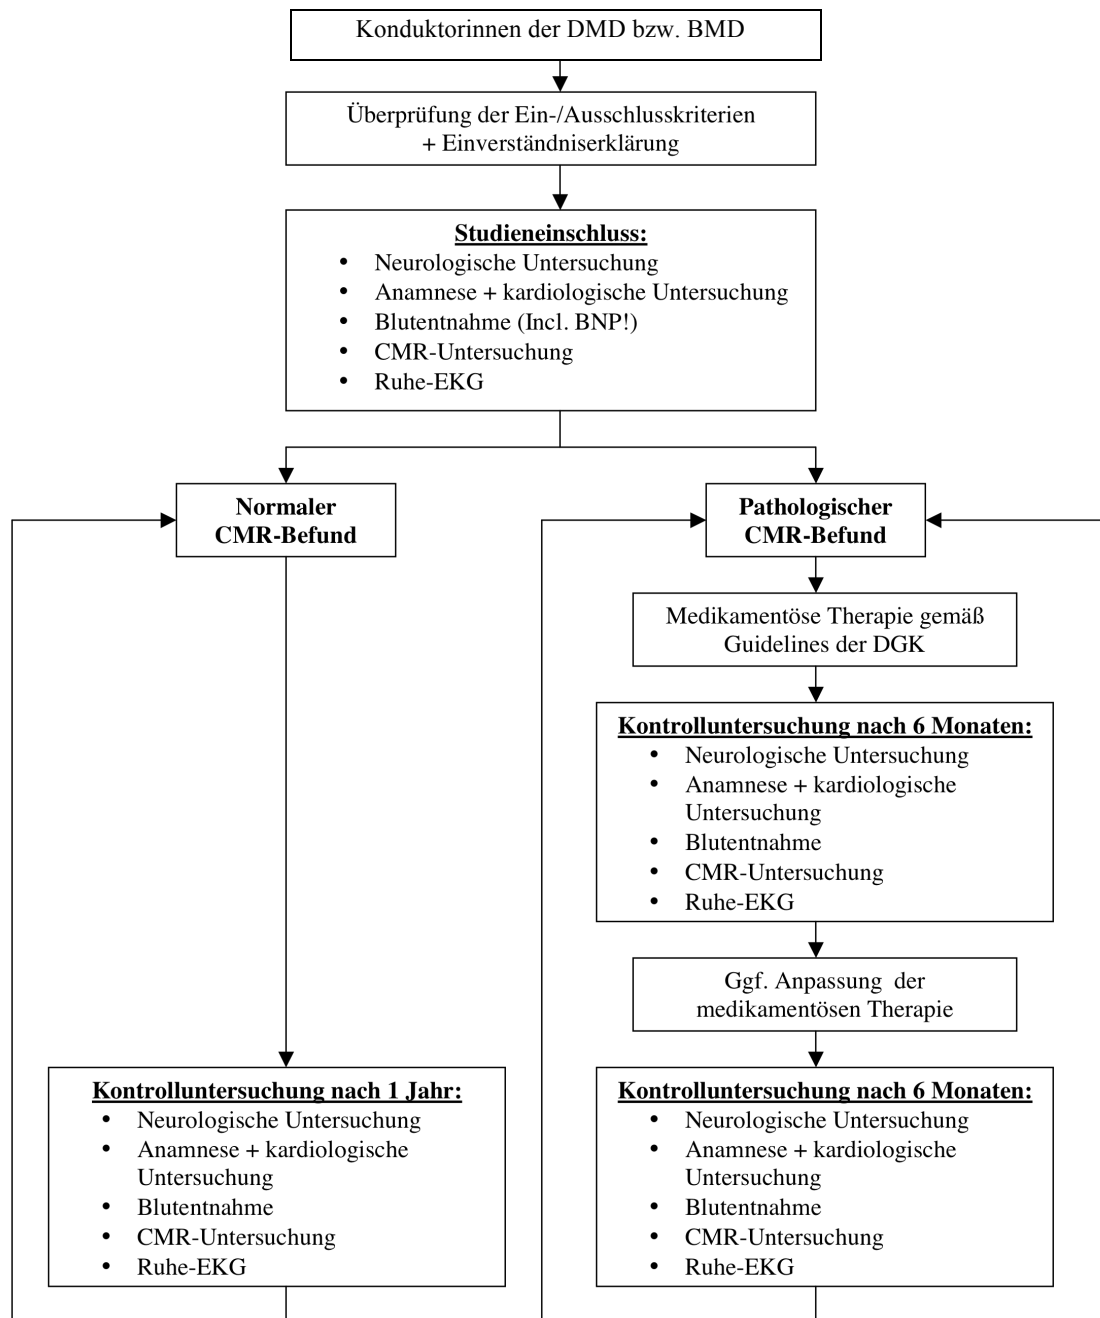 Konduktorinnen der DMD bzw. BMD
Überprüfung der Ein-/Ausschlusskriterien
+ Einverständniserklärung
Studieneinschluss:
• Neurologische Untersuchung
• Anamnese + kardiologische Untersuchung
• Blutentnahme (Incl. BNP!)
• CMR-Untersuchung
• Ruhe-EKG
Normaler
CMR-Befund
Pathologischer
CMR-Befund
Medikamentöse Therapie gemäß
Guidelines der DGK
Kontrolluntersuchung nach 6 Monaten:
• Neurologische Untersuchung
• Anamnese + kardiologische
Untersuchung
• Blutentnahme
• CMR-Untersuchung
• Ruhe-EKG
Ggf. Anpassung der
medikamentösen Therapie
Kontrolluntersuchung nach 1 Jahr:
• Neurologische Untersuchung
• Anamnese + kardiologische
Untersuchung
• Blutentnahme
• CMR-Untersuchung
• Ruhe-EKG
Kontrolluntersuchung nach 6 Monaten:
• Neurologische Untersuchung
• Anamnese + kardiologische
Untersuchung
• Blutentnahme
• CMR-Untersuchung
• Ruhe-EKG